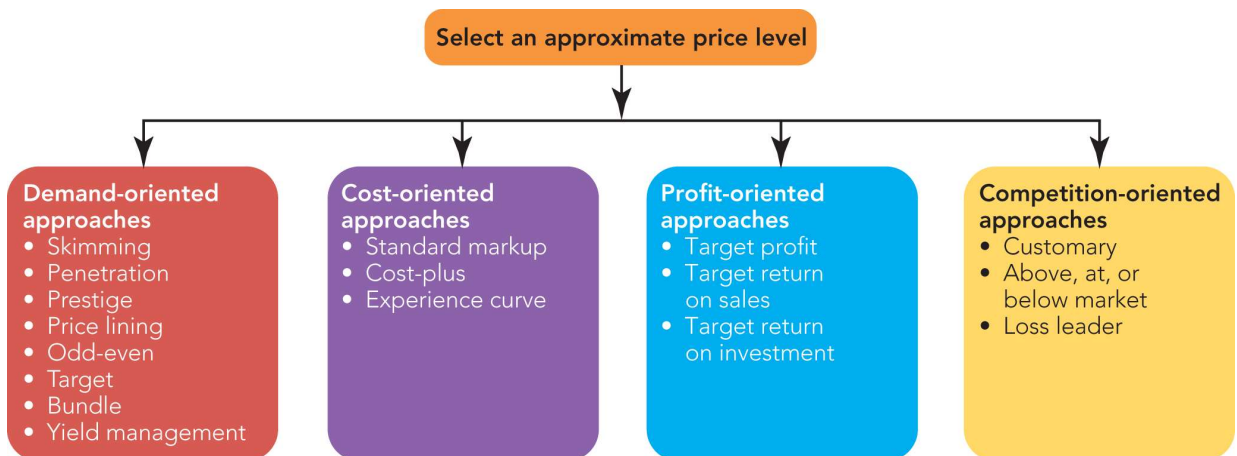 Select an approximate price level
Demand-oriented
approaches
• Skimming
• Penetration
• Prestige
• Price lining
• Odd-even
• Target
• Bundle
• Yield management
Cost-oriented
approaches
• Standard markup
• Cost-plus
• Experience curve
Profit-oriented
approaches
• Target profit
• Target return
on sales
• Target return
on investment
Competition-oriented
approaches
• Customary
• Above, at, or
below market
• Loss leader